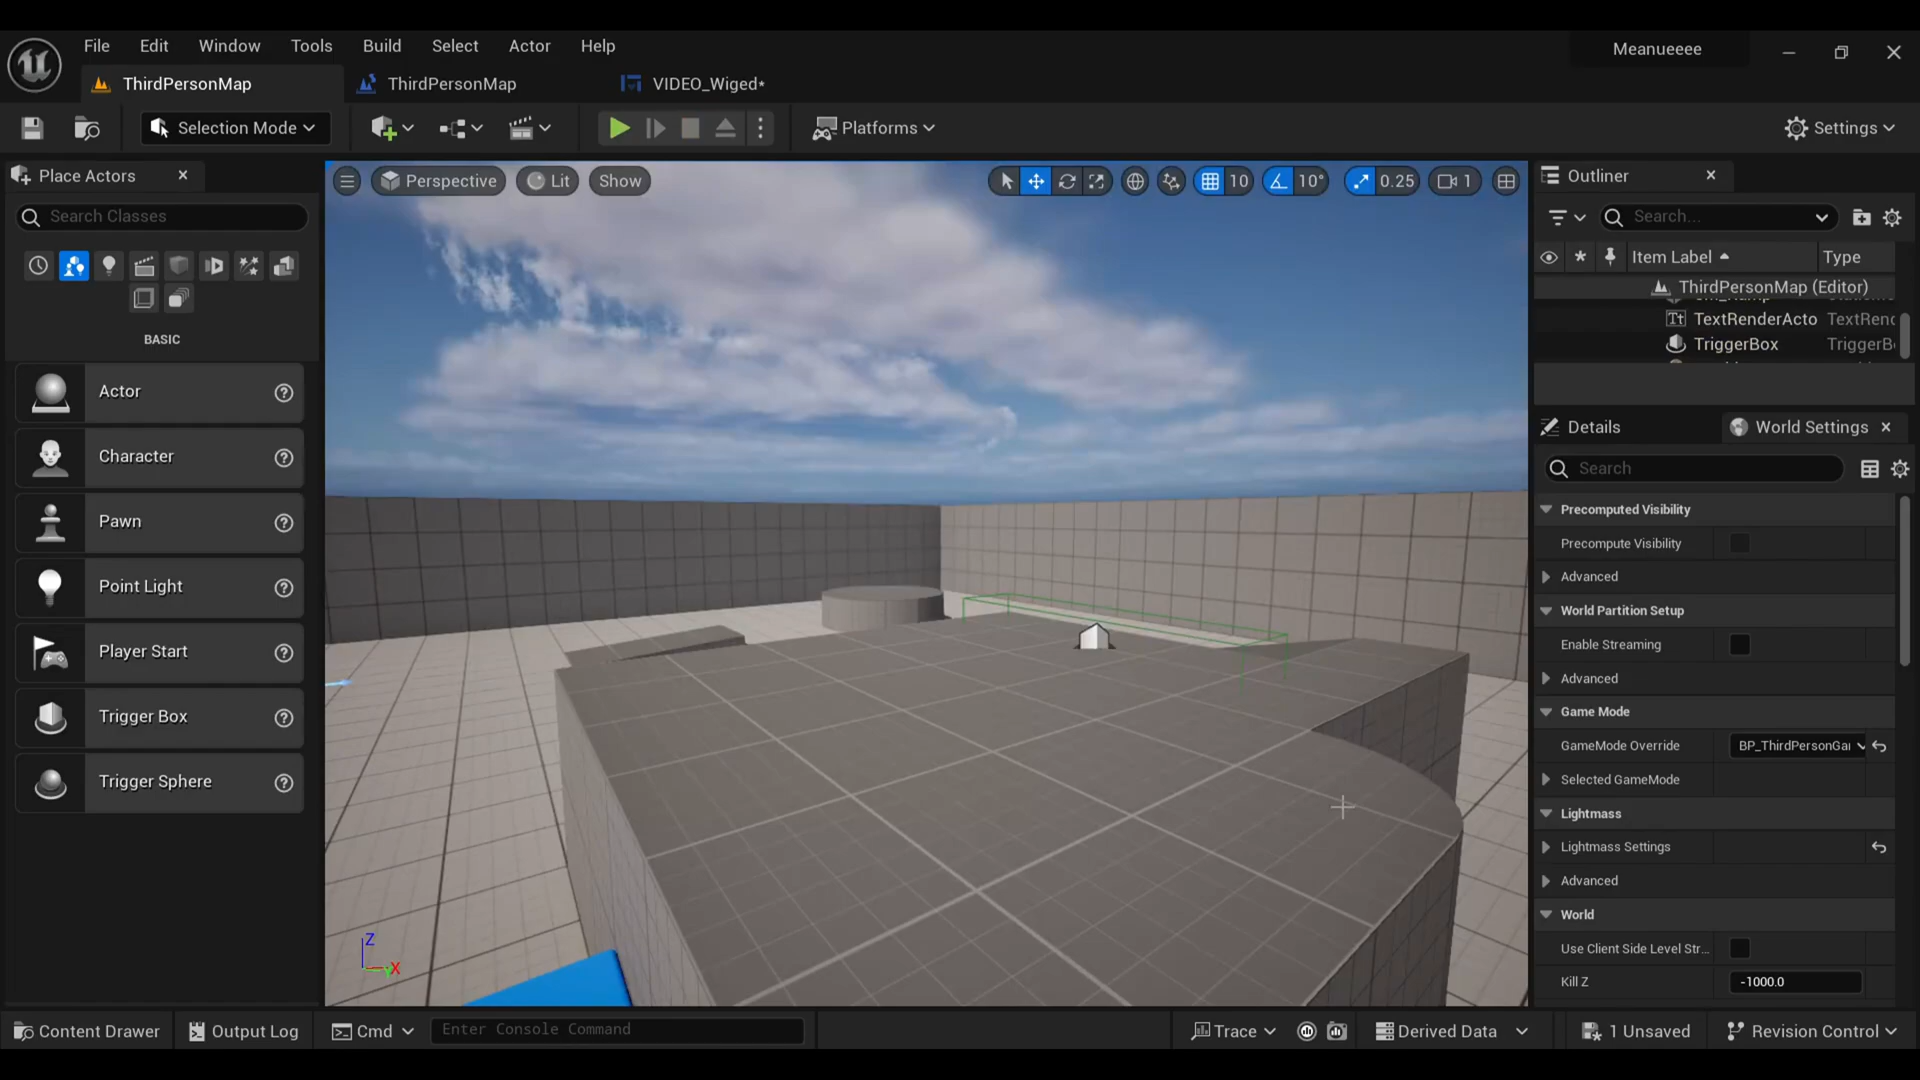 File Edit Window Tools Build Select Actor Help
Meanueeee
ThirdPersonMap
ThirdPersonMap
VIDEO_Wiged*
Selection Mode
Platforms
Settings
Place Actors
Search Classes
BASIC
Actor
Character
Pawn
Point Light
Player Start
Trigger Box
Trigger Sphere
Perspective
Lit
Show
10
10°
0.25
1
Z
X
Outliner
Search...
Item Label
Type
ThirdPersonMap (Editor)
TextRenderActo TextRend
TriggerBox TriggerB
Details
World Settings
Search
Precomputed Visibility
Precompute Visibility
Advanced
World Partition Setup
Enable Streaming
Advanced
Game Mode
GameMode Override BP_ThirdPersonGa
Selected GameMode
Lightmass
Lightmass Settings
Advanced
World
Use Client Side Level Str...
Kill Z -1000.0
Content Drawer
Output Log
Cmd
Enter Console Command
Trace
Derived Data
1 Unsaved
Revision Control